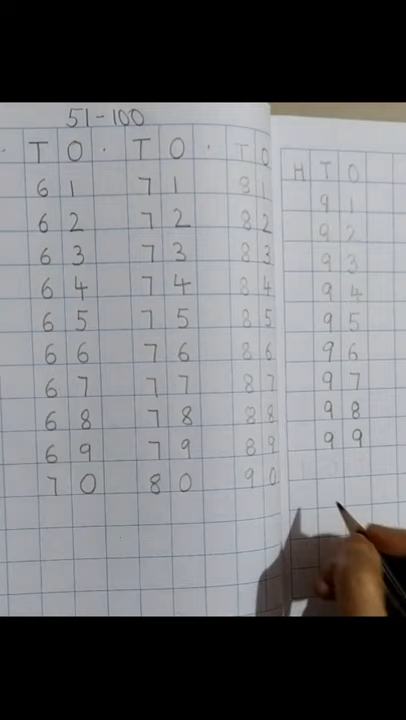 51-100
T O . T O . T O H T O
6 1 7 1 8 1 9 1
6 2 7 2 8 2 9 2
6 3 7 3 8 3 9 3
6 4 7 4 8 4 9 4
6 5 7 5 8 5 9 5
6 6 7 6 8 6 9 6
6 7 7 7 8 7 9 7
6 8 7 8 8 8 9 8
6 9 7 9 8 9 9 9
7 0 8 0 9 0